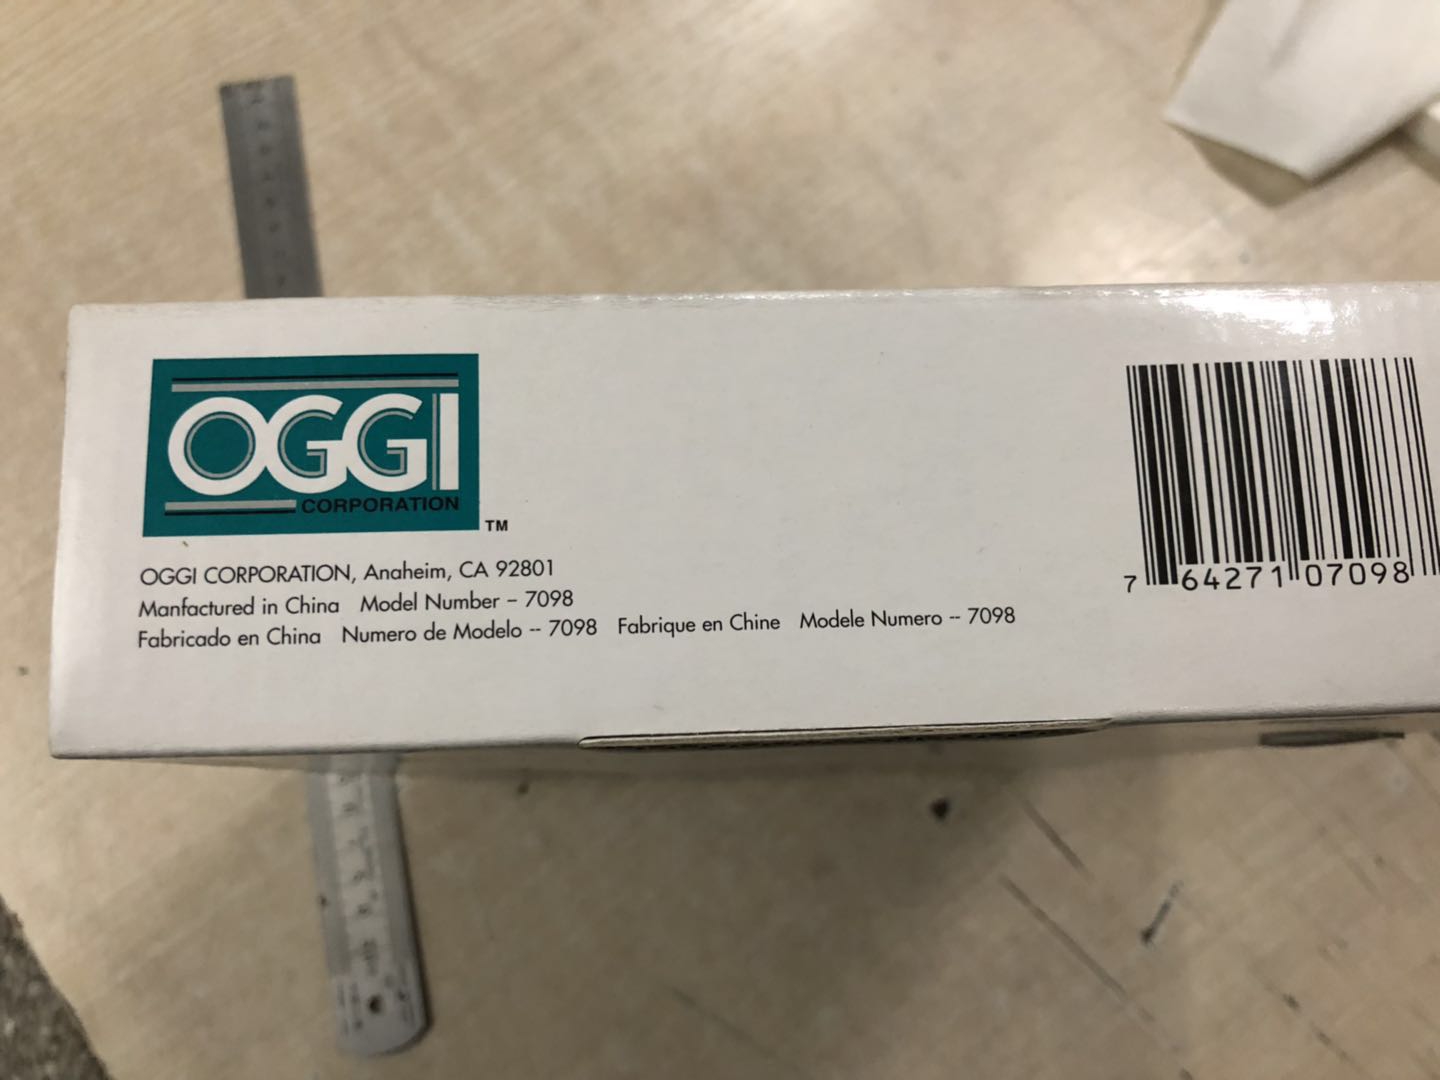 OGGI
CORPORATION
TM
OGGI CORPORATION, Anaheim, CA 92801
Manfactured in China Model Number – 7098
Fabricado en China Numero de Modelo -- 7098 Fabrique en Chine Modele Numero -- 7098
7 64271 07098